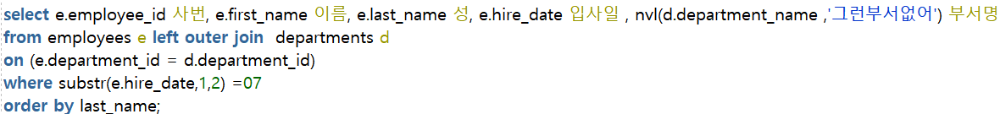 select e.employee_id 사번, e.first_name 이름, e.last_name 성, e.hire_date 입사일 , nvl(d.department_name ,'그런부서없어') 부서명
from employees e left outer join  departments d
on (e.department_id = d.department_id)
where substr(e.hire_date,1,2) =07
order by last_name;